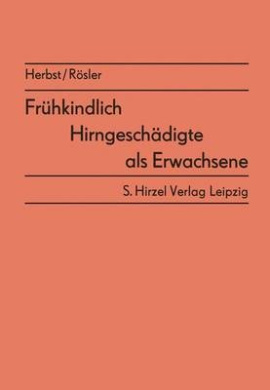 Herbst/Rösler
Frühkindlich
Hirngeschädigte
als Erwachsene
S. Hirzel Verlag Leipzig